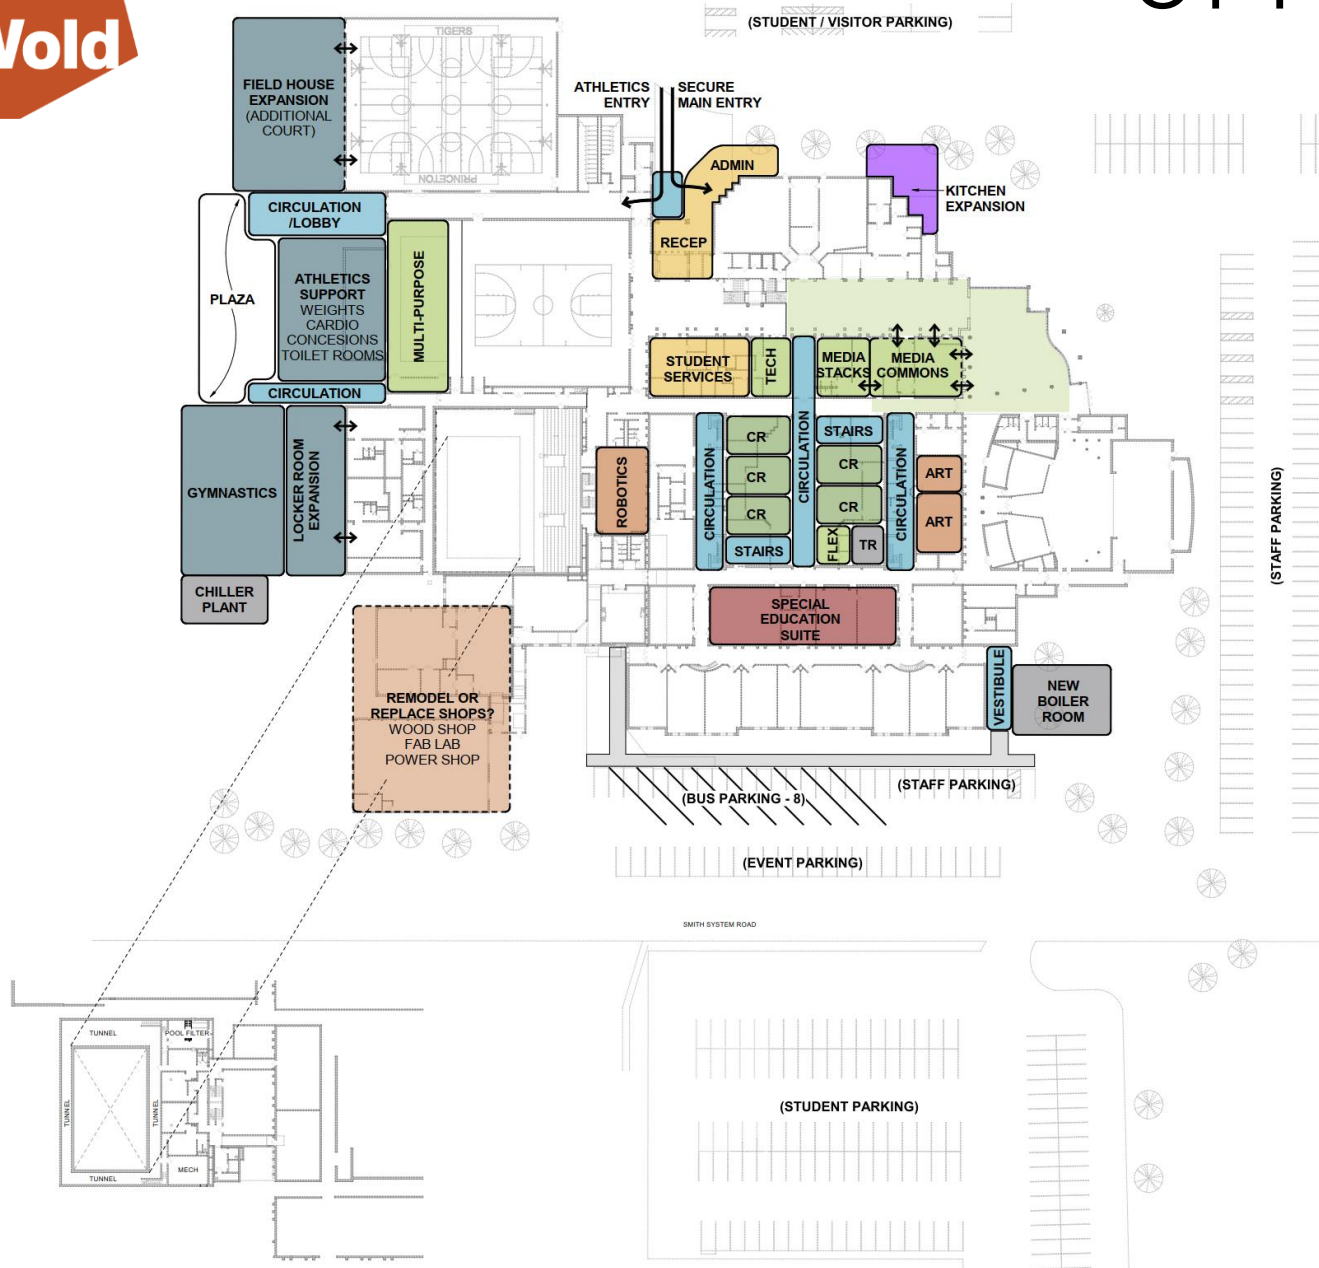 Wold
(STUDENT / VISITOR PARKING)
TIGERS
FIELD HOUSE
EXPANSION
(ADDITIONAL
COURT)
ATHLETICS
ENTRY
SECURE
MAIN ENTRY
ADMIN
PRINCETON
KITCHEN
EXPANSION
CIRCULATION
/LOBBY
RECEP
PLAZA
ATHLETICS
SUPPORT
WEIGHTS
CARDIO
CONCESIONS
TOILET ROOMS
MULTI-PURPOSE
STUDENT
SERVICES
TECH
MEDIA
STACKS
MEDIA
COMMONS
CIRCULATION
CIRCULATION
CIRCULATION
CIRCULATION
CR
CR
CR
STAIRS
STAIRS
CR
CR
FLEX
TR
ART
ART
ROBOTICS
GYMNASTICS
LOCKER ROOM
EXPANSION
(STAFF PARKING)
CHILLER
PLANT
SPECIAL
EDUCATION
SUITE
REMODEL OR
REPLACE SHOPS?
WOOD SHOP
FAB LAB
POWER SHOP
VESTIBULE
NEW
BOILER
ROOM
(BUS PARKING - 8)
(STAFF PARKING)
(EVENT PARKING)
SMITH SYSTEM ROAD
TUNNEL
POOL FILTER
TUNNEL
TUNNEL
MECH
TUNNEL
(STUDENT PARKING)